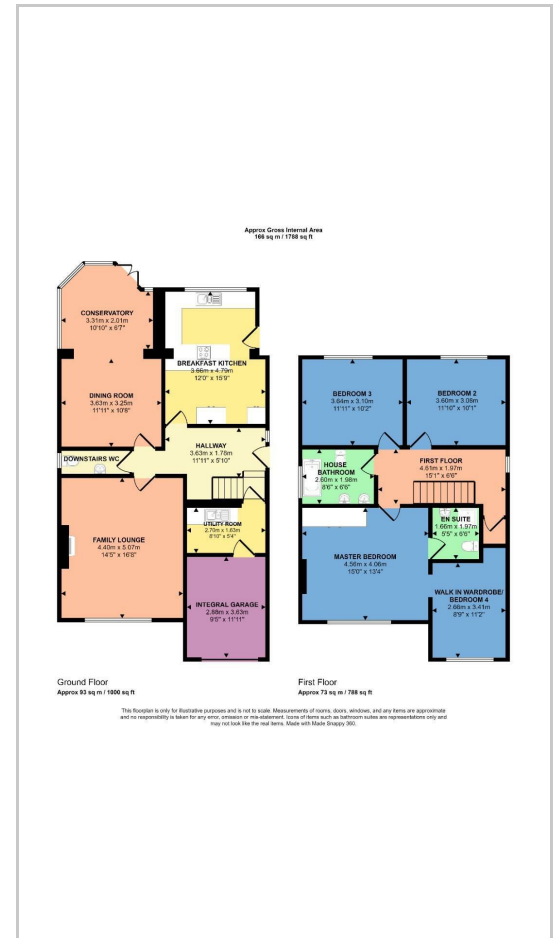 Approx Gross Internal Area
166 sq m / 1788 sq ft
CONSERVATORY
3.31m x 2.01m
10'10" x 6'7"
BREAKFAST KITCHEN
3.66m x 4.79m
12'0" x 15'9"
DINING ROOM
3.63m x 3.25m
11'11" x 10'8"
HALLWAY
3.63m x 1.78m
11'11" x 5'10"
DOWNSTAIRS WC
UTILITY ROOM
2.70m x 1.63m
8'10" x 5'4"
FAMILY LOUNGE
4.40m x 5.07m
14'5" x 16'8"
INTEGRAL GARAGE
2.88m x 3.63m
9'5" x 11'11"
Ground Floor
Approx 93 sq m / 1000 sq ft
BEDROOM 3
3.64m x 3.10m
11'11" x 10'2"
BEDROOM 2
3.60m x 3.08m
11'10" x 10'1"
HOUSE
BATHROOM
2.60m x 1.98m
8'6" x 6'6"
FIRST FLOOR
4.61m x 1.97m
15'1" x 6'6"
EN SUITE
1.66m x 1.97m
5'5" x 6'6"
MASTER BEDROOM
4.56m x 4.06m
15'0" x 13'4"
WALK IN WARDROBE/
BEDROOM 4
2.66m x 3.41m
8'9" x 11'2"
First Floor
Approx 73 sq m / 788 sq ft
This floorplan is only for illustrative purposes and is not to scale. Measurements of rooms, doors, windows, and any items are approximate
and no responsibility is taken for any error, omission or mis-statement. Icons of items such as bathroom suites are representations only and
may not look like the real items. Made with Made Snappy 360.